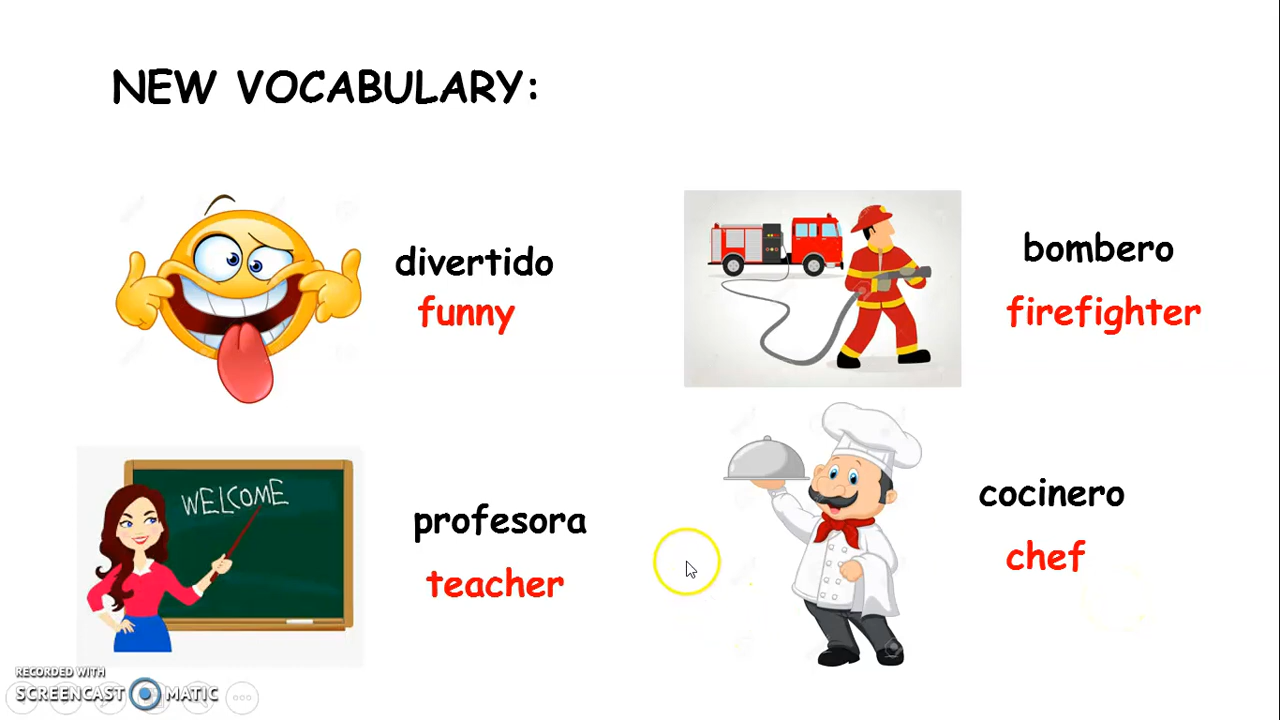 NEW VOCABULARY:
divertido
funny
bombero
firefighter
WELCOME
profesora
teacher
cocinero
chef
RECORDED WITH
SCREENCAST MATIC